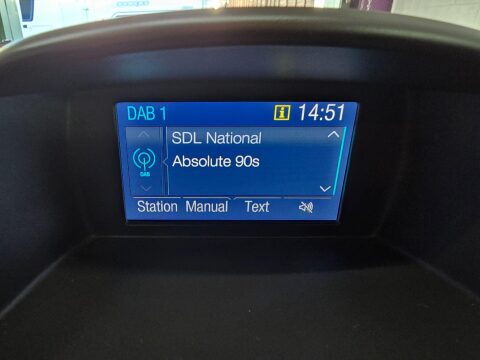 DAB 1 i 14:51
SDL National
Absolute 90s
DAB
Station Manual Text